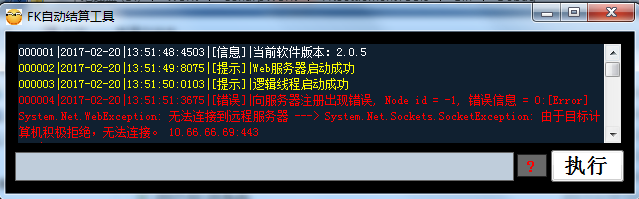 FK自动结算工具
000001|2017-02-20|13:51:48:4503|[信息]|当前软件版本: 2.0.5
000002|2017-02-20|13:51:49:8075|[提示]|Web服务器启动成功
000003|2017-02-20|13:51:50:0103|[提示]|逻辑线程启动成功
000004|2017-02-20|13:51:51:3675|[错误]|向服务器注册出现错误, Node id = -1, 错误信息 = 0:[Error]
System.Net.WebException: 无法连接到远程服务器 ---> System.Net.Sockets.SocketException: 由于目标计
算机积极拒绝，无法连接。 10.66.66.69:443
?
执行